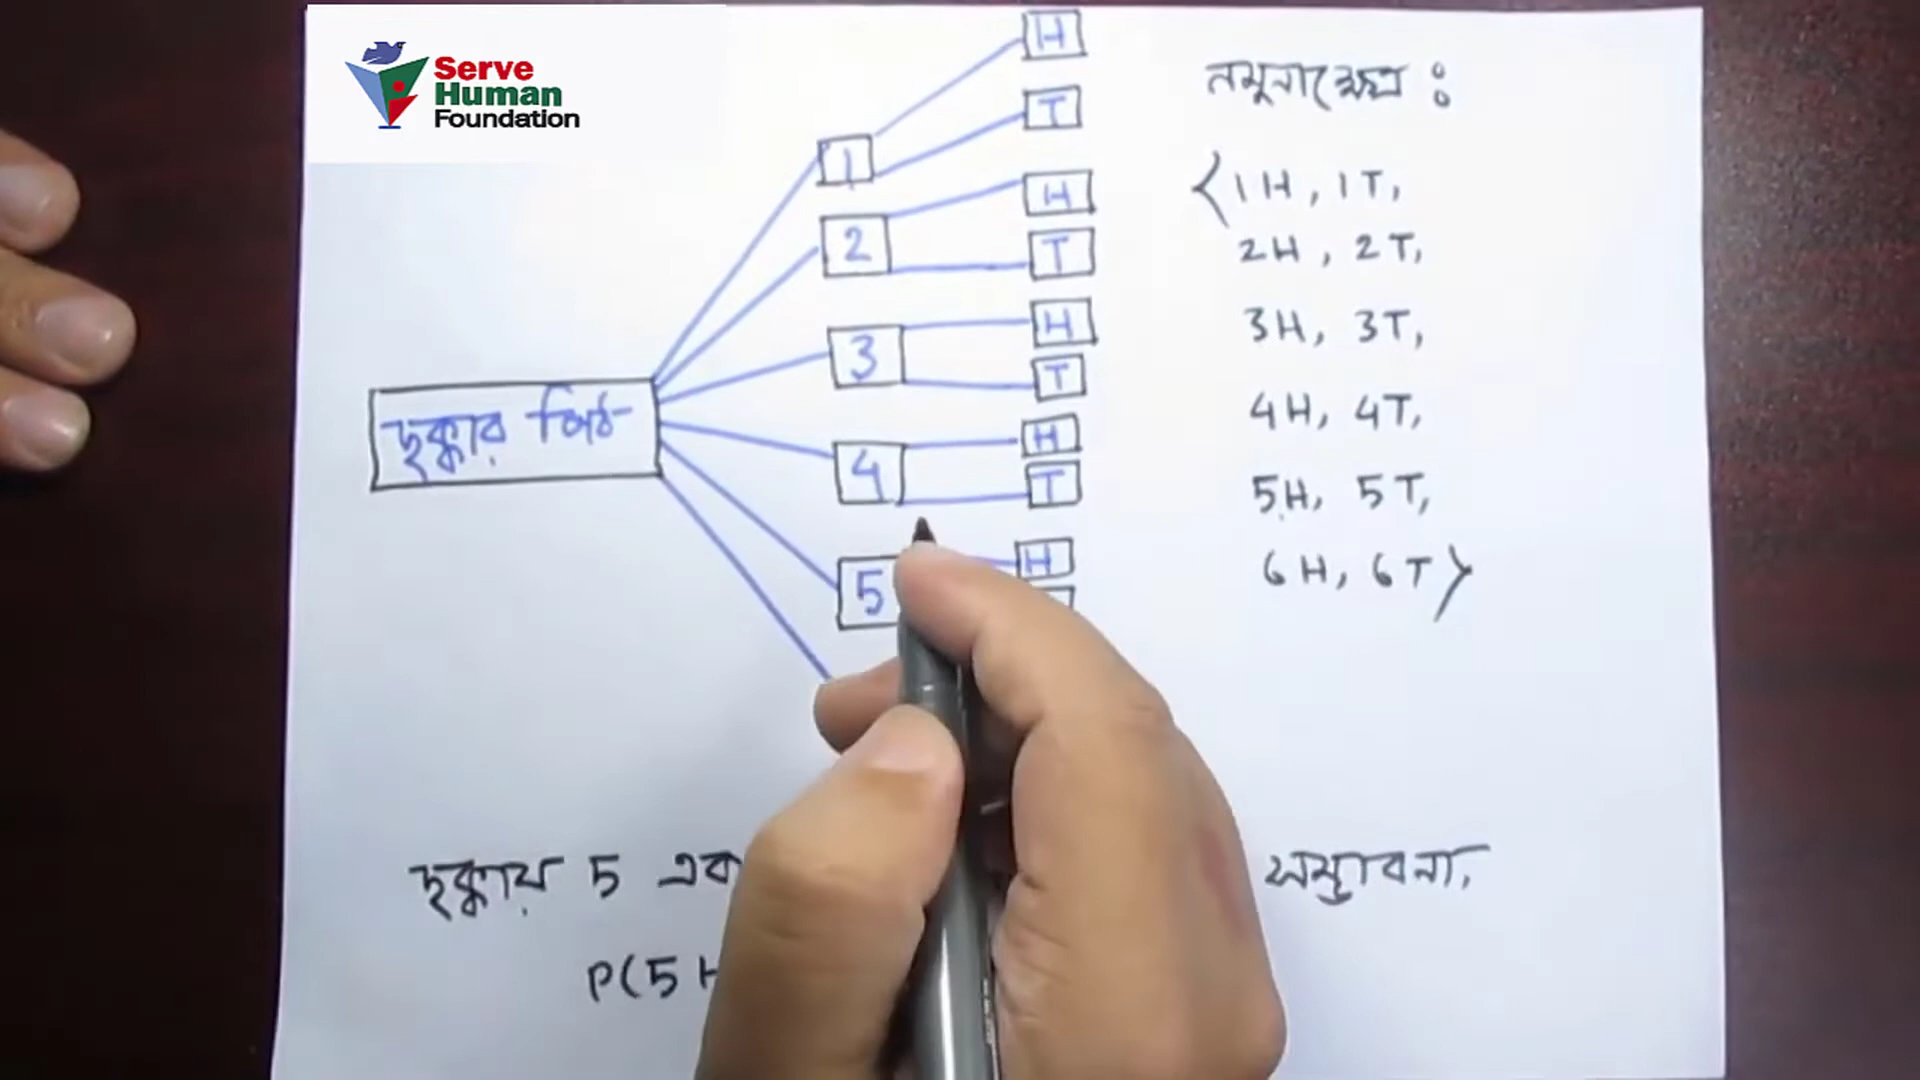 Serve
Human
Foundation
ছক্কার পিঠ
1
2
3
4
5
H
T
H
T
H
T
H
T
H
নমুনাক্ষেত্র :
{1H, 1T,
2H, 2T,
3H, 3T,
4H, 4T,
5H, 5T,
6H, 6T}
ছক্কায় 5 এবং সম্ভাবনা,
P(5H